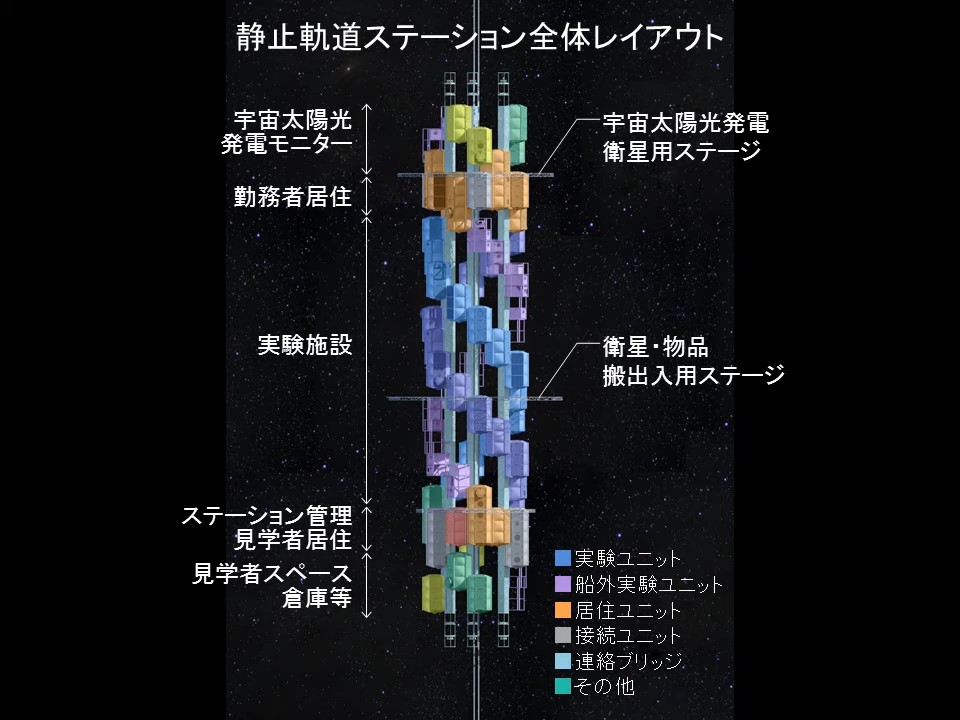 静止軌道ステーション全体レイアウト
宇宙太陽光
発電モニター
勤務者居住
実験施設
ステーション管理
見学者居住
見学者スペース
倉庫等
宇宙太陽光発電
衛星用ステージ
衛星・物品
搬出入用ステージ
実験ユニット
船外実験ユニット
居住ユニット
接続ユニット
連絡ブリッジ
その他